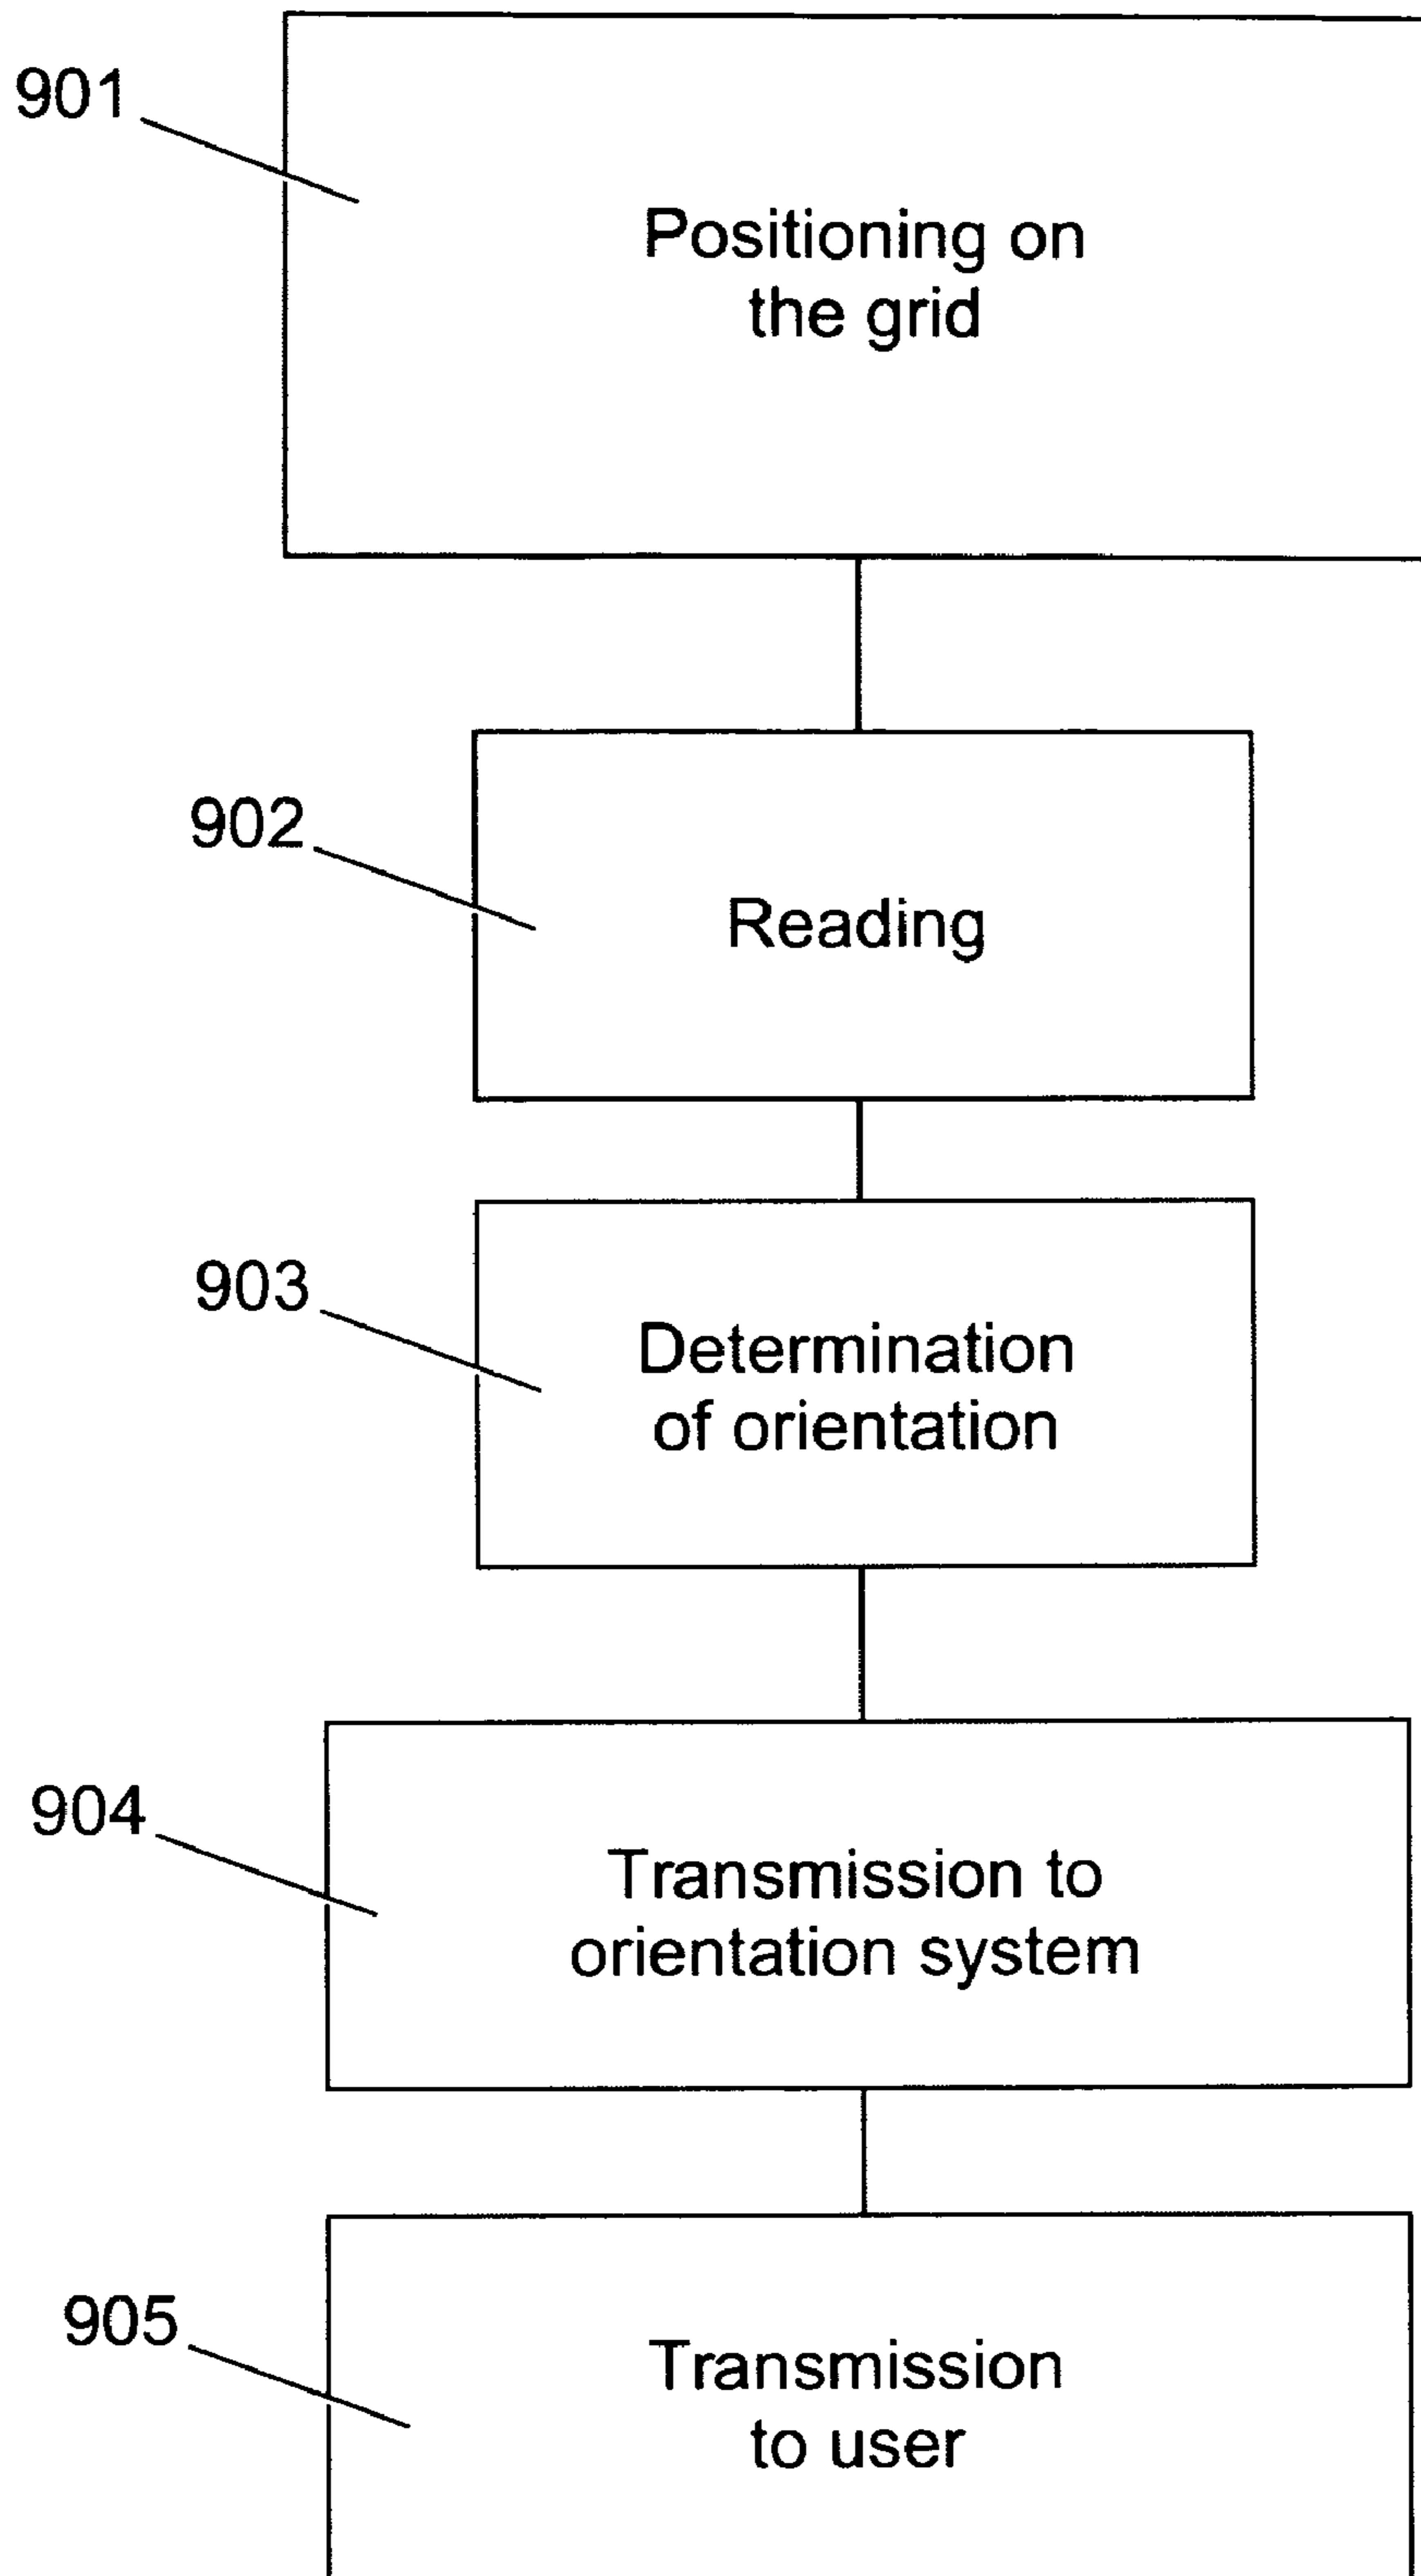 901
Positioning on
the grid
902
Reading
903
Determination
of orientation
904
Transmission to
orientation system
905
Transmission
to user